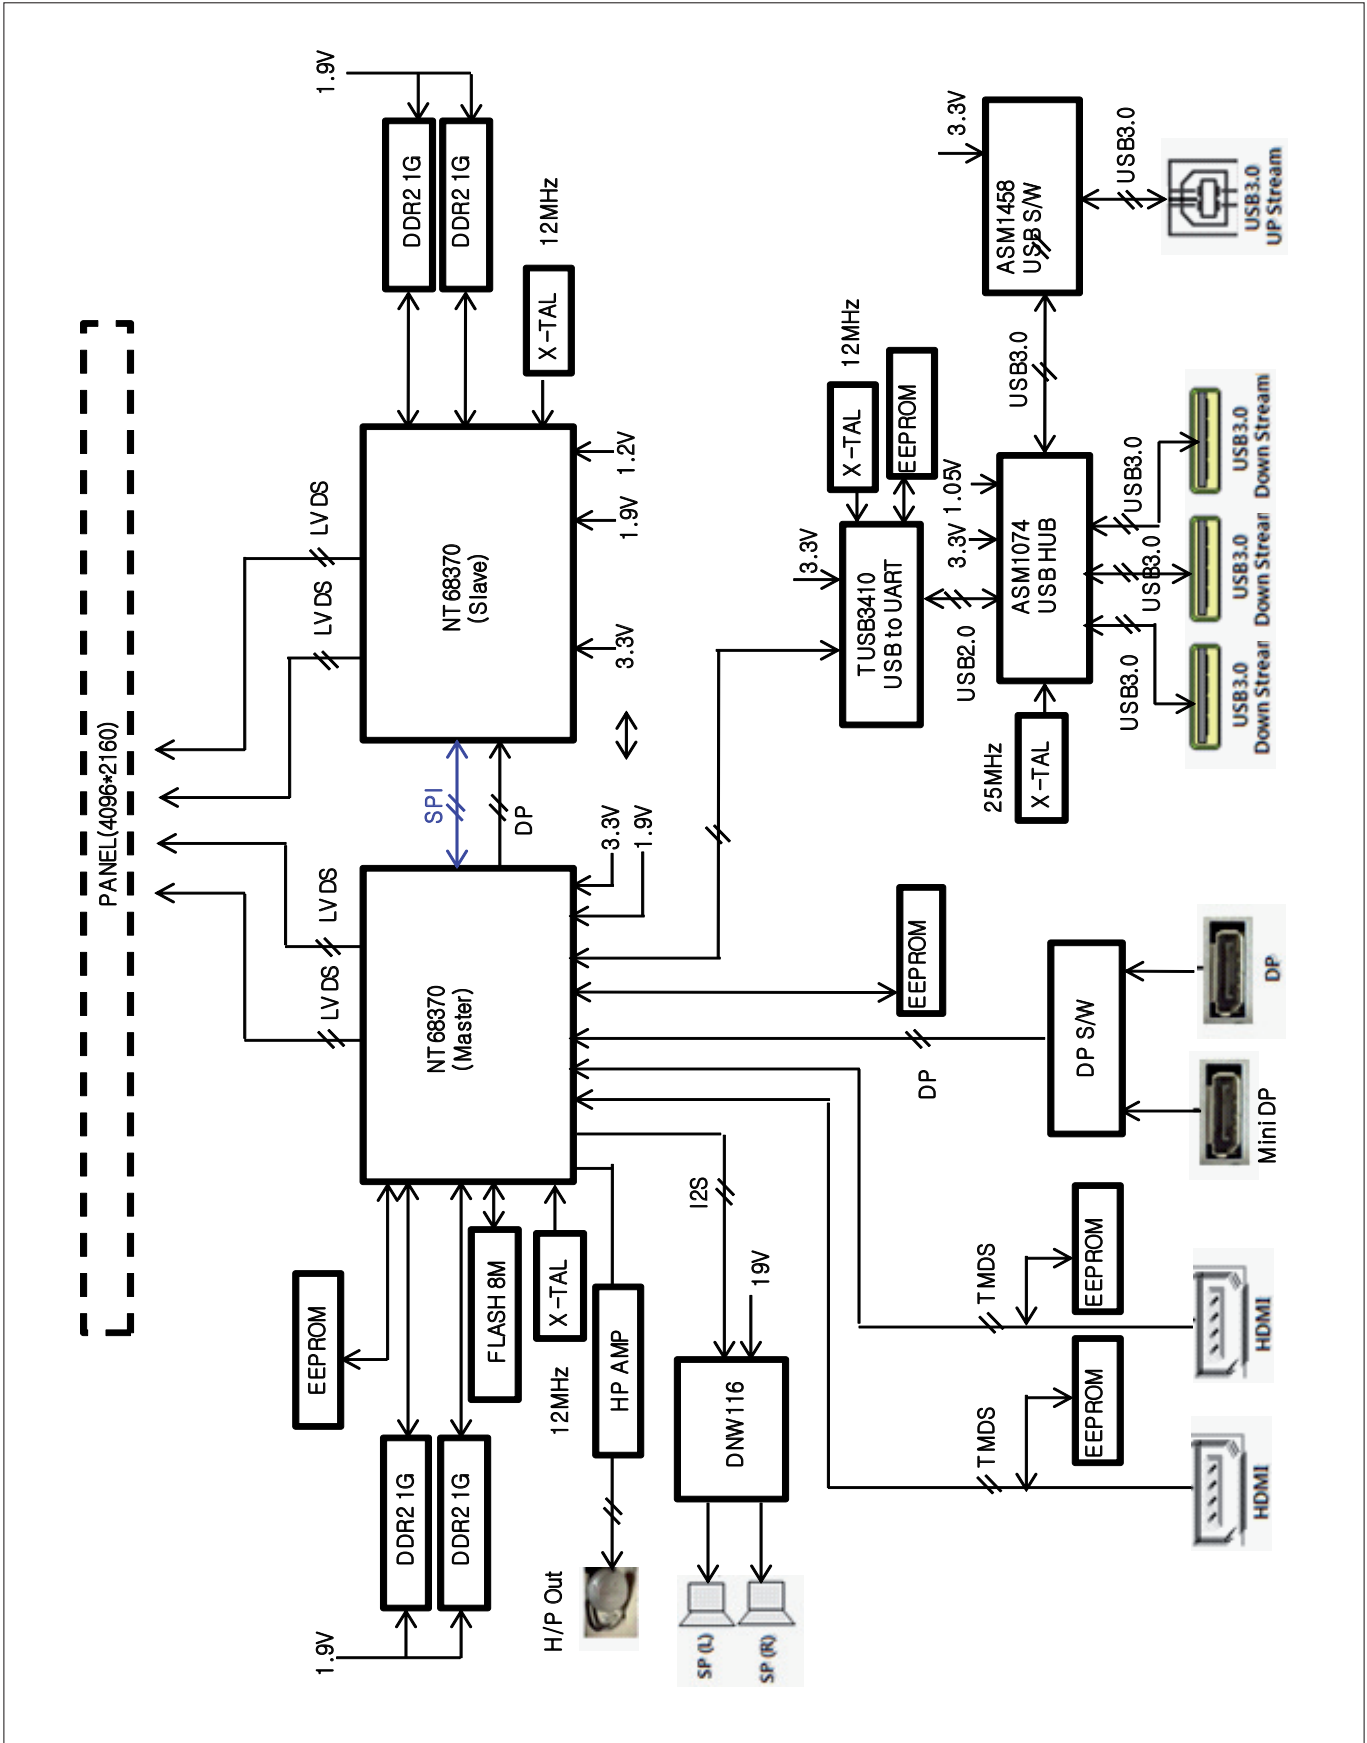 PANEL(4096*2160)
LVDS
LVDS
LVDS
LVDS
1.9V
EEPROM
1.9V
DDR2 1G
DDR2 1G
DDR2 1G
DDR2 1G
FLASH 8M
NT68370
(Master)
SPI
DP
NT68370
(Slave)
X-TAL
12MHz
X-TAL
12MHz
H/P Out
HP AMP
3.3V
1.9V
3.3V
1.9V
1.2V
SP (L)
SP (R)
DNW116
19V
I2S
3.3V
TUSB3410
USB to UART
X-TAL
12MHz
EEPROM
EEPROM
DP
USB2.0
3.3V
1.05V
3.3V
TMDS
TMDS
25MHz
X-TAL
ASM1074
USB HUB
USB3.0
ASM1458
USB S/W
EEPROM
EEPROM
DP S/W
USB3.0
USB3.0
USB3.0
USB3.0
HDMI
HDMI
Mini DP
DP
USB3.0
Down Strear
USB3.0
Down Strear
USB3.0
Down Stream
USB3.0
UP Stream